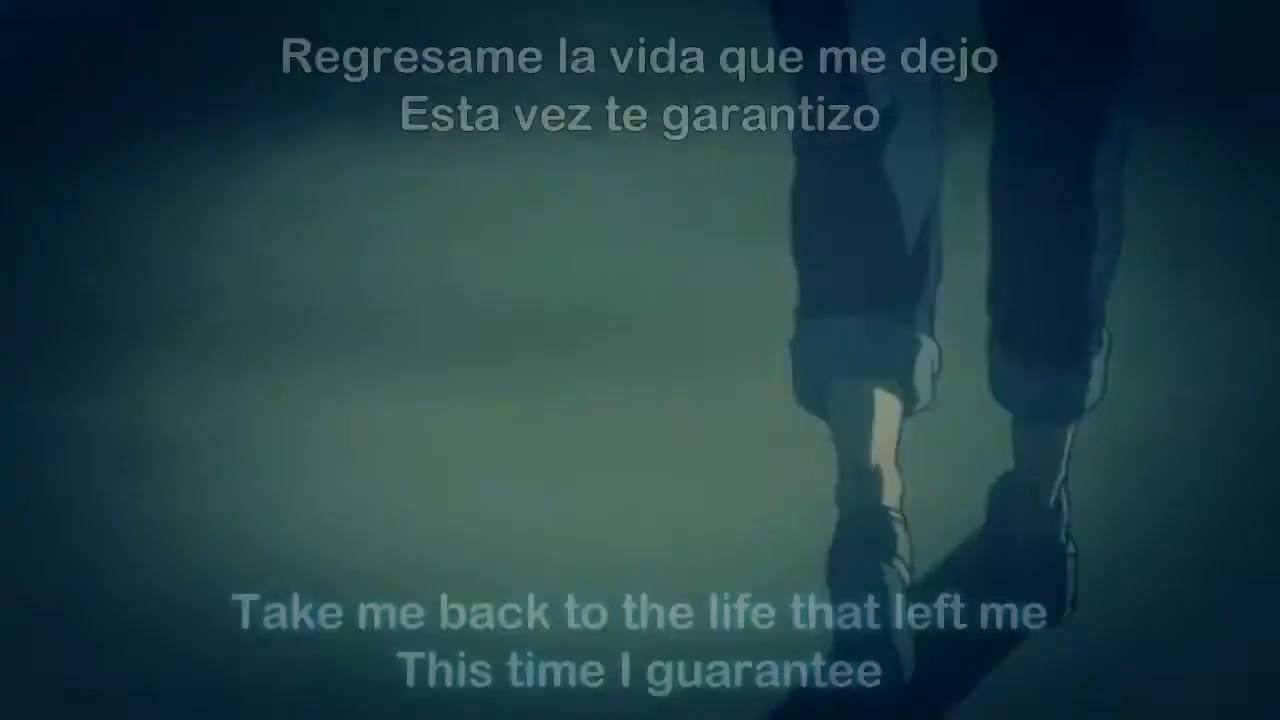 Regresame la vida que me dejo
Esta vez te garantizo
Take me back to the life that left me
This time I guarantee